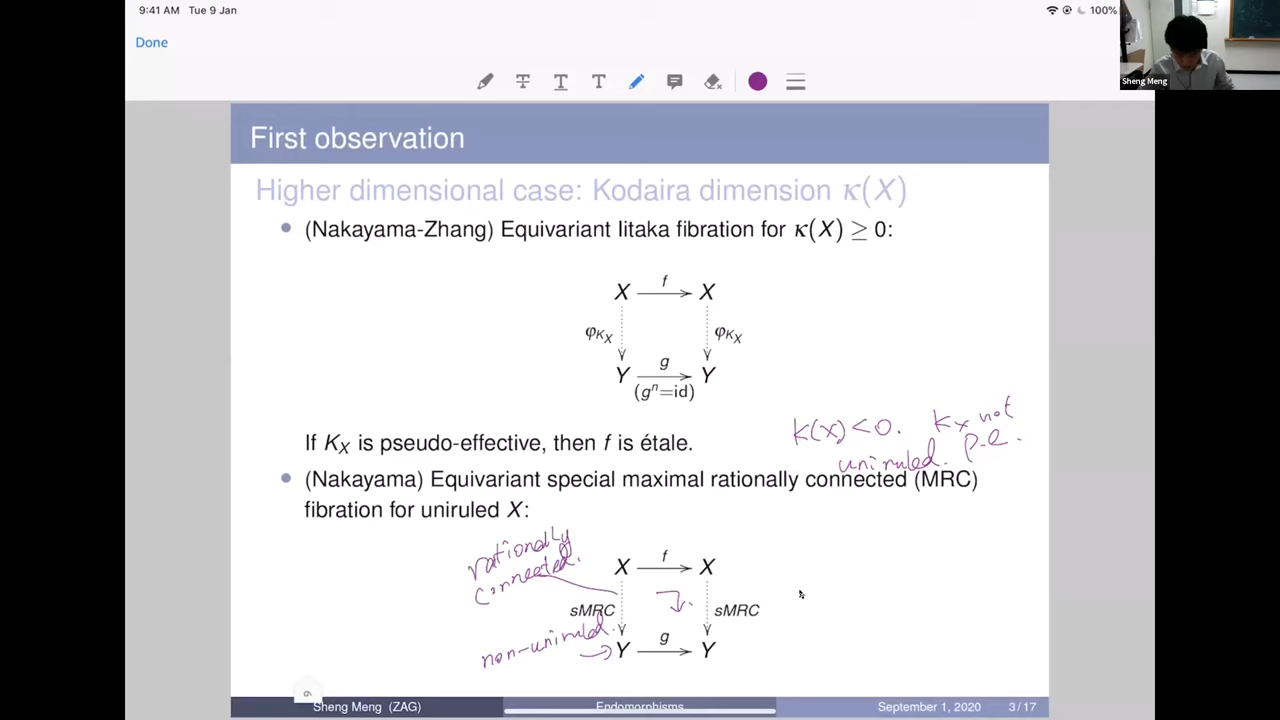 9:41 AM Tue 9 Jan
100%
Done
Sheng Meng
First observation
Higher dimensional case: Kodaira dimension κ(X)
(Nakayama-Zhang) Equivariant Iitaka fibration for κ(X) ≥ 0:
X f X
φ_{K_X} φ_{K_X}
Y g Y
(gⁿ=id)
k(x) < 0. K_X not
uniruled. p.e.
If K_X is pseudo-effective, then f is étale.
(Nakayama) Equivariant special maximal rationally connected (MRC)
fibration for uniruled X:
rationally
connected.
X f X
sMRC sMRC
non-uniruled.
Y g Y
9
Sheng Meng (ZAG) Endomorphisms September 1, 2020 3/17